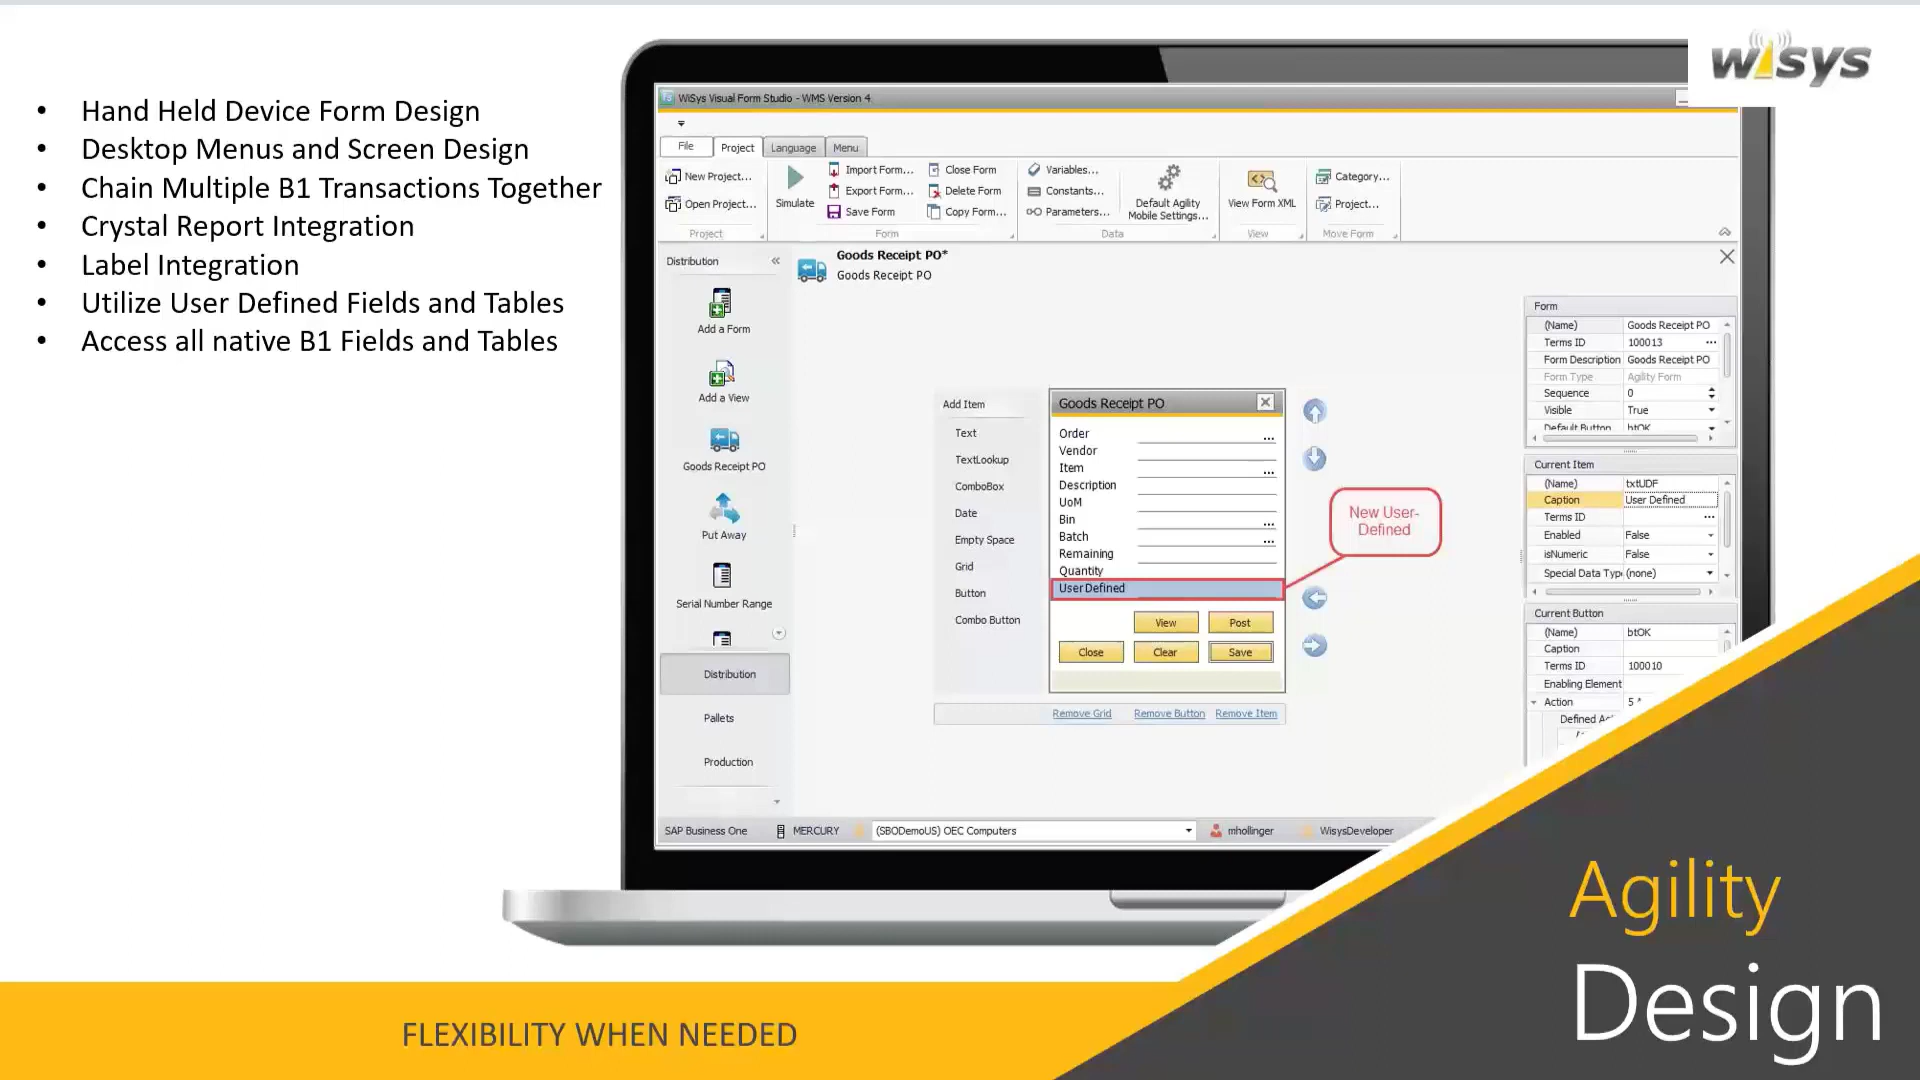 wisys
• Hand Held Device Form Design
• Desktop Menus and Screen Design
• Chain Multiple B1 Transactions Together
• Crystal Report Integration
• Label Integration
• Utilize User Defined Fields and Tables
• Access all native B1 Fields and Tables
WiSys Visual Form Studio - WMS Version 4
File Project Language Menu
New Project...
Open Project...
Project
Simulate
Import Form...
Export Form...
Save Form
Close Form
Delete Form
Copy Form...
Form
Variables...
Constants...
Parameters...
Default Agility
Mobile Settings...
Data
View Form XML
View
Category...
Project...
Move Form
Distribution
Add a Form
Add a View
Goods Receipt PO
Put Away
Serial Number Range
Distribution
Pallets
Production
Goods Receipt PO*
Goods Receipt PO
Add Item
Text
TextLookup
ComboBox
Date
Empty Space
Grid
Button
Combo Button
Goods Receipt PO
Order ...
Vendor
Item ...
Description
UoM
Bin ...
Batch ...
Remaining
Quantity
User Defined
View Post
Close Clear Save
Remove Grid Remove Button Remove Item
New User-
Defined
Form
(Name) Goods Receipt PO
Terms ID 100013 ...
Form Description Goods Receipt PO
Form Type Agility Form
Sequence 0
Visible True
Default Button btOK
Current Item
(Name) txtUDF
Caption User Defined
Terms ID ...
Enabled False
isNumeric False
Special Data Typ (none)
Current Button
(Name) btOK
Caption
Terms ID 100010
Enabling Element
Action 5
Defined
SAP Business One MERCURY (SBODemoUS) OEC Computers mhollinger WisysDeveloper
Agility
Design
FLEXIBILITY WHEN NEEDED